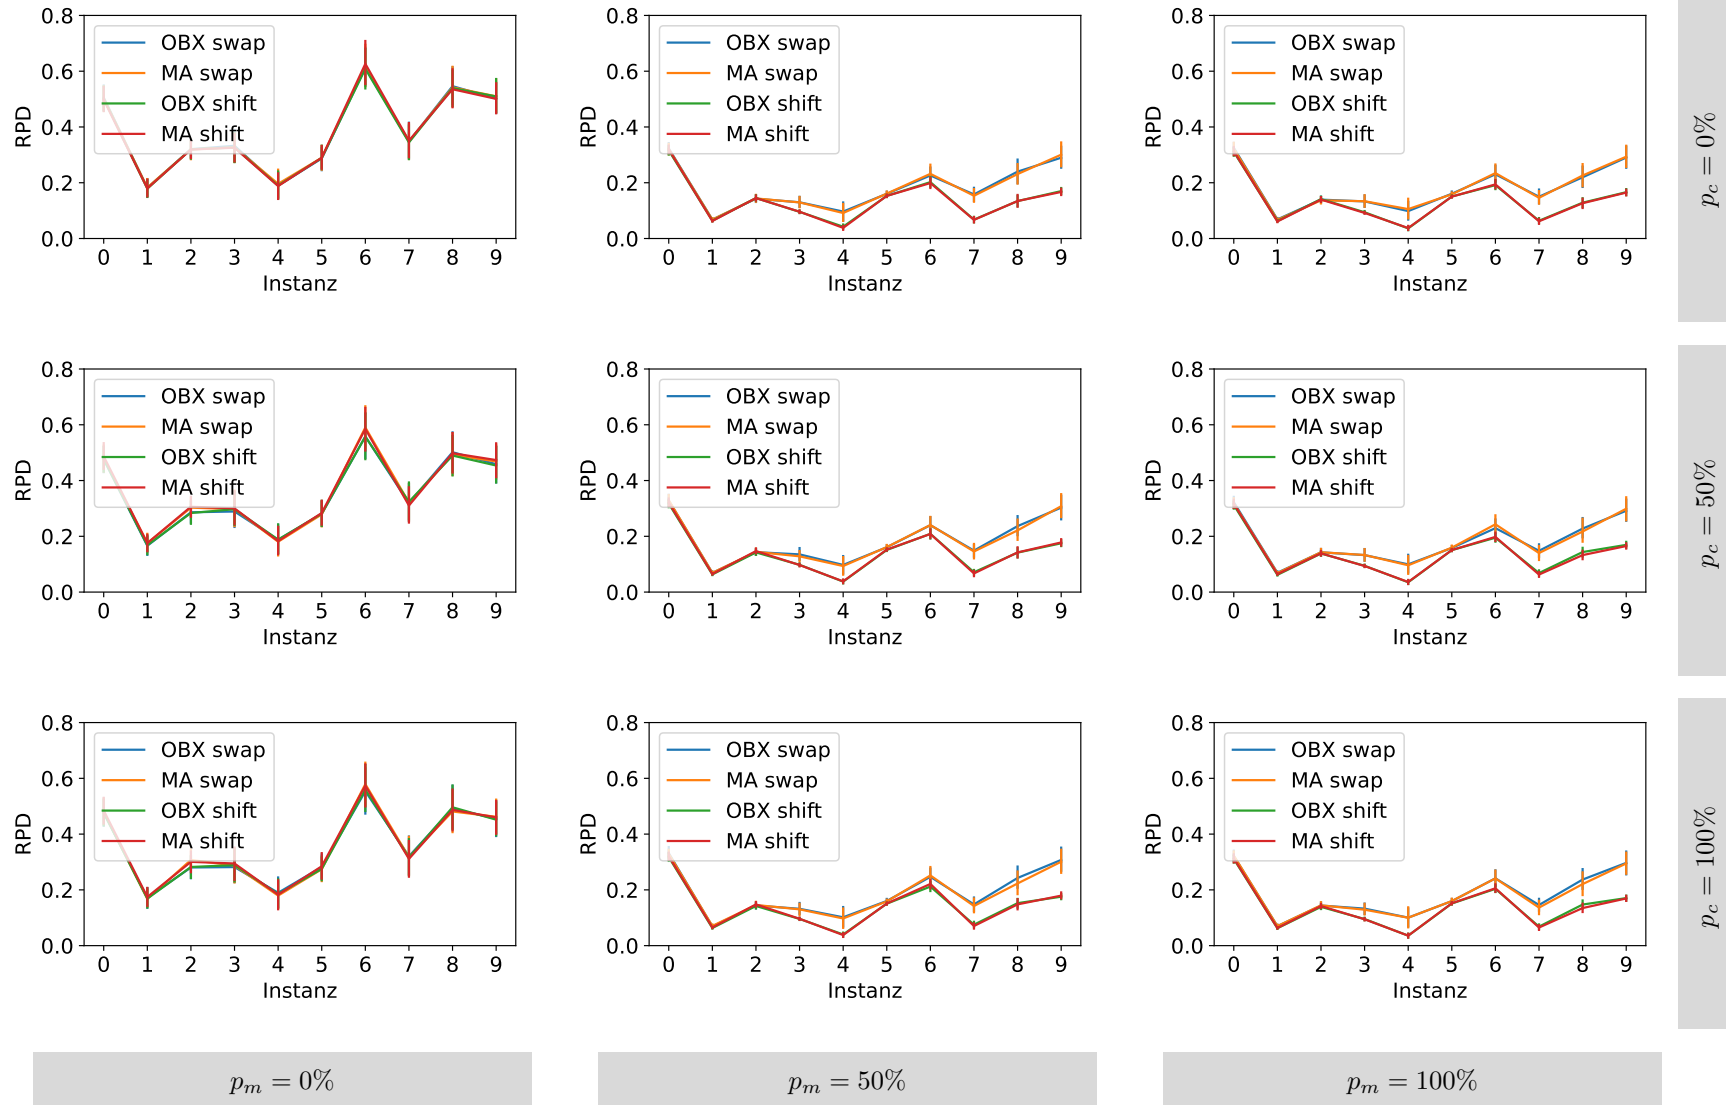 0.8
0.6
0.4
0.2
0.0
RPD
OBX swap
MA swap
OBX shift
MA shift
0 1 2 3 4 5 6 7 8 9
Instanz
0.8
0.6
0.4
0.2
0.0
RPD
OBX swap
MA swap
OBX shift
MA shift
0 1 2 3 4 5 6 7 8 9
Instanz
0.8
0.6
0.4
0.2
0.0
RPD
OBX swap
MA swap
OBX shift
MA shift
0 1 2 3 4 5 6 7 8 9
Instanz
p_c = 0%
0.8
0.6
0.4
0.2
0.0
RPD
OBX swap
MA swap
OBX shift
MA shift
0 1 2 3 4 5 6 7 8 9
Instanz
0.8
0.6
0.4
0.2
0.0
RPD
OBX swap
MA swap
OBX shift
MA shift
0 1 2 3 4 5 6 7 8 9
Instanz
0.8
0.6
0.4
0.2
0.0
RPD
OBX swap
MA swap
OBX shift
MA shift
0 1 2 3 4 5 6 7 8 9
Instanz
p_c = 50%
0.8
0.6
0.4
0.2
0.0
RPD
OBX swap
MA swap
OBX shift
MA shift
0 1 2 3 4 5 6 7 8 9
Instanz
0.8
0.6
0.4
0.2
0.0
RPD
OBX swap
MA swap
OBX shift
MA shift
0 1 2 3 4 5 6 7 8 9
Instanz
0.8
0.6
0.4
0.2
0.0
RPD
OBX swap
MA swap
OBX shift
MA shift
0 1 2 3 4 5 6 7 8 9
Instanz
p_c = 100%
p_m = 0%
p_m = 50%
p_m = 100%